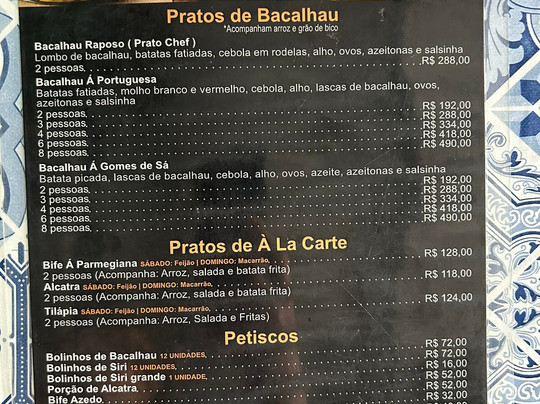 Pratos de Bacalhau
*Acompanham arroz e grão de bico
Bacalhau Raposo ( Prato Chef )
Lombo de bacalhau, batatas fatiadas, cebola em rodelas, alho, ovos, azeitonas e salsinha
2 pessoas R$ 288,00
Bacalhau Á Portuguesa
Batatas fatiadas, molho branco e vermelho, cebola, alho, lascas de bacalhau, ovos,
azeitonas e salsinha
2 pessoas R$ 192,00
3 pessoas R$ 288,00
4 pessoas R$ 334,00
6 pessoas R$ 418,00
8 pessoas R$ 490,00
Bacalhau Á Gomes de Sá
Batata picada, lascas de bacalhau, cebola, alho, ovos, azeite, azeitonas e salsinha
2 pessoas R$ 192,00
3 pessoas R$ 288,00
4 pessoas R$ 334,00
6 pessoas R$ 418,00
8 pessoas R$ 490,00
Pratos de À La Carte
Bife Á Parmegiana SÁBADO: Feijão | DOMINGO: Macarrão R$ 128,00
2 pessoas (Acompanha: Arroz, salada e batata frita)
Alcatra SÁBADO: Feijão | DOMINGO: Macarrão R$ 118,00
2 pessoas (Acompanha: Arroz, salada e batata frita)
Tilápia SÁBADO: Feijão | DOMINGO: Macarrão R$ 124,00
2 pessoas (Acompanha: Arroz, Salada e Fritas)
Petiscos
Bolinhos de Bacalhau 12 UNIDADES R$ 72,00
Bolinhos de Siri 12 UNIDADES R$ 72,00
Bolinhos de Siri grande 1 UNIDADE R$ 16,00
Porção de Alcatra R$ 52,00
Bife Azedo R$ 52,00
R$ 32,00